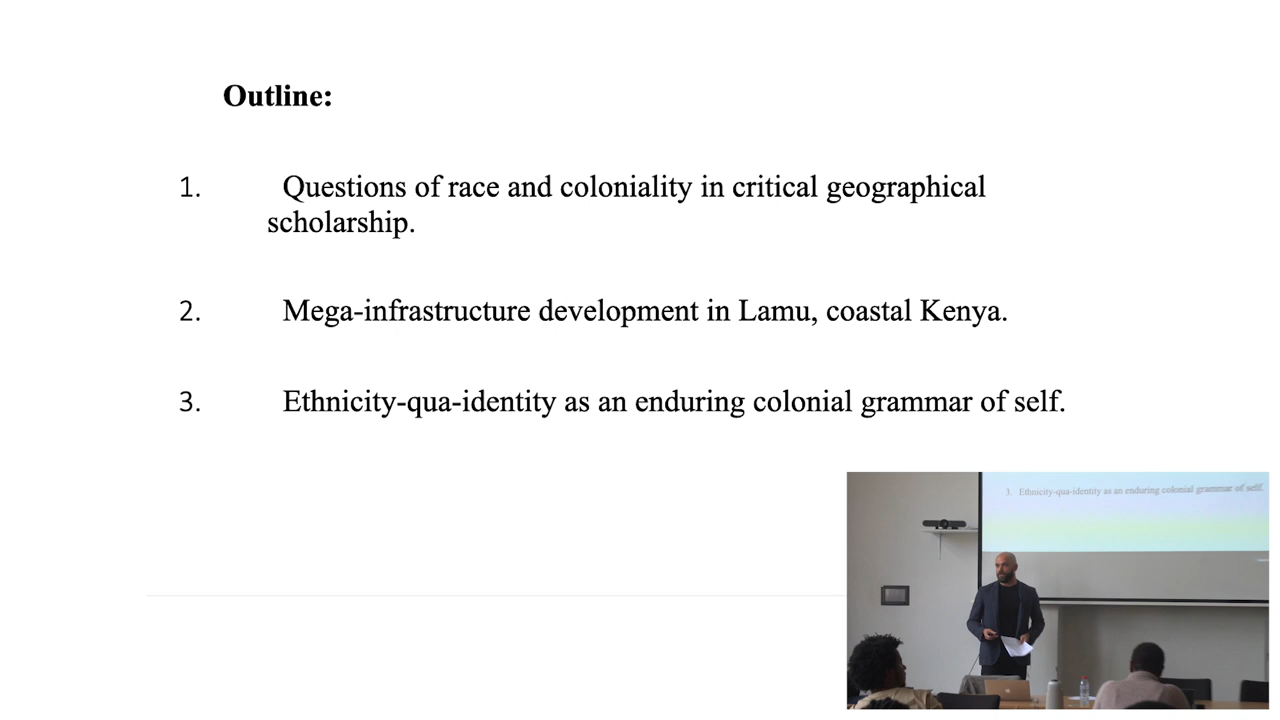 Outline:
1. Questions of race and coloniality in critical geographical
scholarship.
2. Mega-infrastructure development in Lamu, coastal Kenya.
3. Ethnicity-qua-identity as an enduring colonial grammar of self.
3. Ethnicity-qua-identity as an enduring colonial grammar of self.